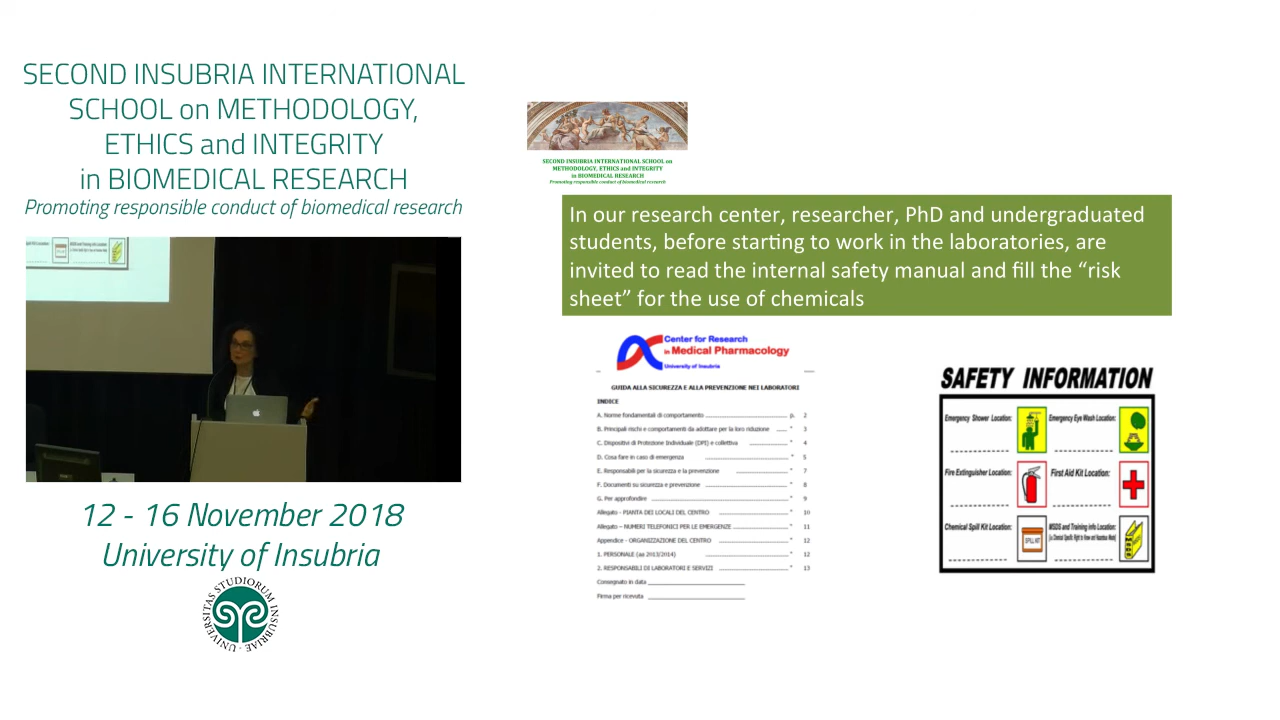 SECOND INSUBRIA INTERNATIONAL
SCHOOL on METHODOLOGY,
ETHICS and INTEGRITY
in BIOMEDICAL RESEARCH
Promoting responsible conduct of biomedical research
12 - 16 November 2018
University of Insubria
UNIVERSITAS STUDIORUM INSUBRIAE
SECOND INSUBRIA INTERNATIONAL SCHOOL on
METHODOLOGY, ETHICS and INTEGRITY
in BIOMEDICAL RESEARCH
Promoting responsible conduct of biomedical research
In our research center, researcher, PhD and undergraduated
students, before starting to work in the laboratories, are
invited to read the internal safety manual and fill the “risk
sheet” for the use of chemicals
Center for Research
in Medical Pharmacology
University of Insubria
GUIDA ALLA SICUREZZA E ALLA PREVENZIONE NEI LABORATORI
INDICE
A. Norme fondamentali di comportamento p. 2
B. Principali rischi e comportamenti da adottare per la loro riduzione " 3
C. Dispositivi di Protezione Individuale (DPI) e collettiva " 4
D. Cosa fare in caso di emergenza " 5
E. Responsabili per la sicurezza e la prevenzione " 7
F. Documenti su sicurezza e prevenzione " 8
G. Per approfondire " 9
Allegato - PIANTA DEI LOCALI DEL CENTRO " 10
Allegato – NUMERI TELEFONICI PER LE EMERGENZE " 11
Appendice - ORGANIZZAZIONE DEL CENTRO " 12
1. PERSONALE (aa 2013/2014) " 12
2. RESPONSABILI DI LABORATORI E SERVIZI " 13
Consegnato in data
Firma per ricevuta
SAFETY INFORMATION
Emergency Shower Location:
Emergency Eye Wash Location:
Fire Extinguisher Location:
First Aid Kit Location:
Chemical Spill Kit Location:
SPILL KIT
MSDS and Training info Location:
MSDS